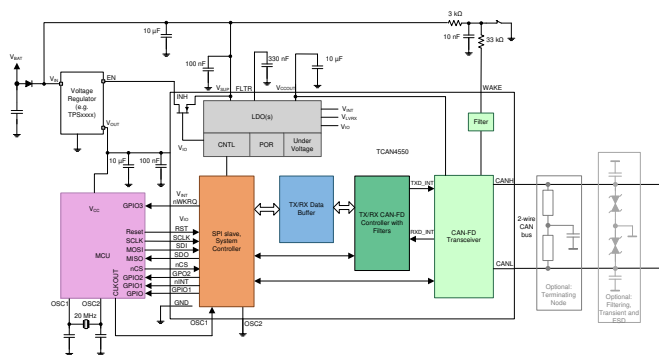 3 kΩ
10 µF
10 nF
33 kΩ
VBAT
VIN
EN
100 nF
330 nF
10 µF
Voltage
Regulator
(e.g.
TPSxxxx)
VOUT
INH
VSUP
FLTR
VCCOUT
WAKE
LDO(s)
VINT
VLVRX
VIO
VIO
CNTL
POR
Under
Voltage
TCAN4550
Filter
10 µF
100 nF
VCC
MCU
GPIO3
Reset
SCLK
MOSI
MISO
nCS
GPIO2
GPIO1
GPIO
CLKOUT
OSC1
OSC2
20 MHz
VINT
nWKRQ
VIO
RST
SCLK
SDI
SDO
nCS
GPO2
nINT
GPIO1
GND
OSC1
OSC2
SPI slave,
System
Controller
TX/RX Data
Buffer
TX/RX CAN-FD
Controller with
Filters
TXD_INT
RXD_INT
CAN-FD
Transceiver
CANH
CANL
2-wire
CAN
bus
Optional:
Terminating
Node
Optional:
Filtering,
Transient and
ESD